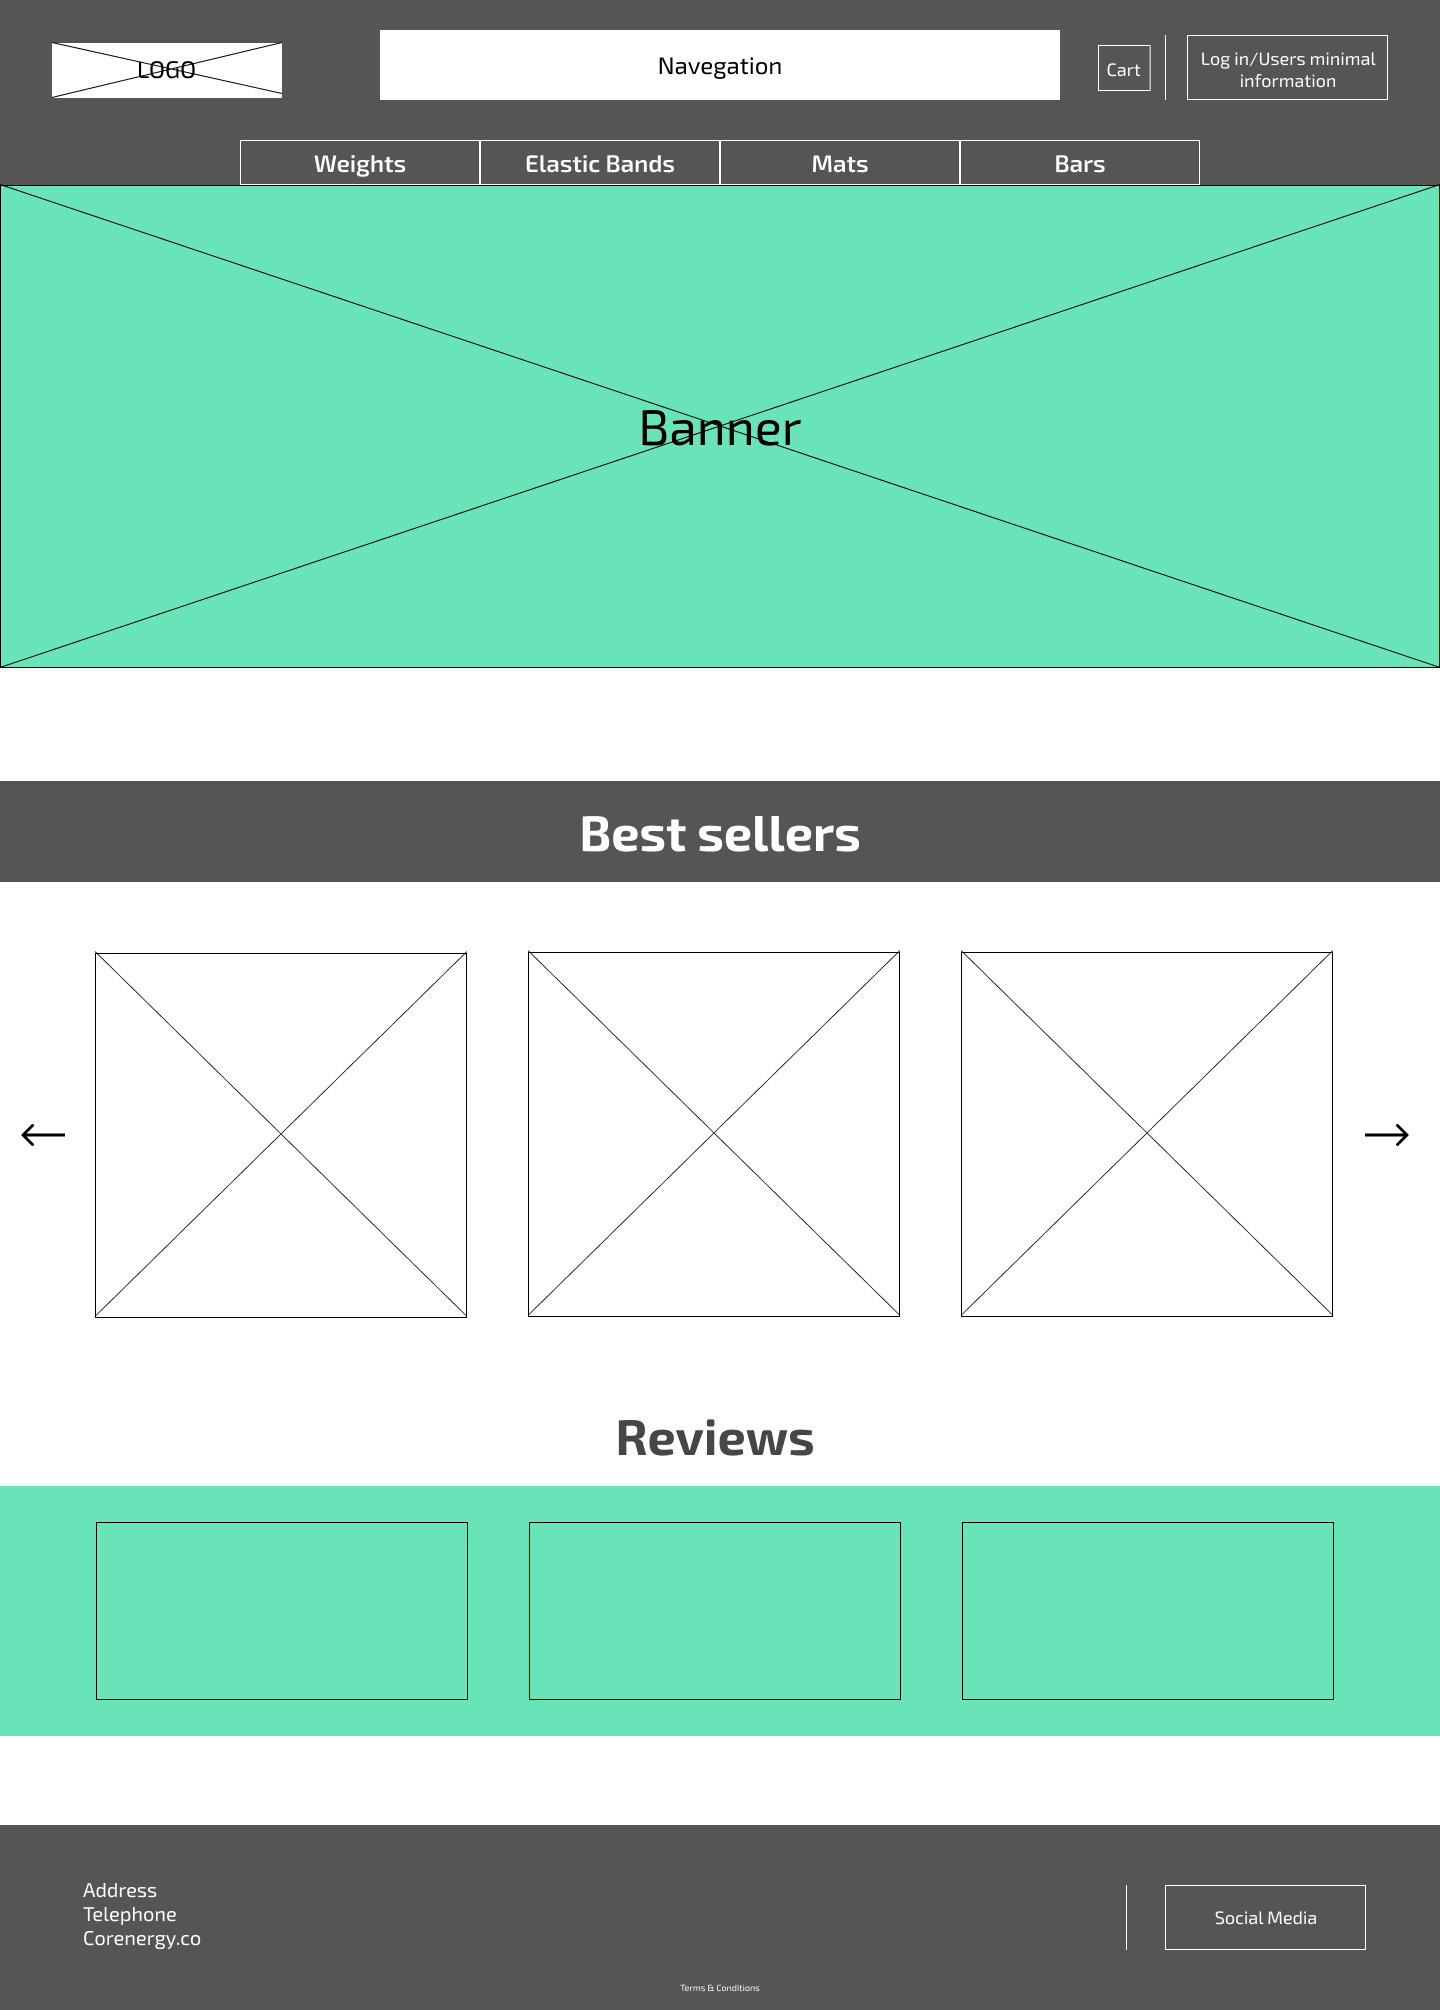 LOGO
Navegation
Cart
Log in/Users minimal
information
Weights
Elastic Bands
Mats
Bars
Banner
Best sellers
Reviews
Address
Telephone
Corenergy.co
Social Media
Terms & Conditions